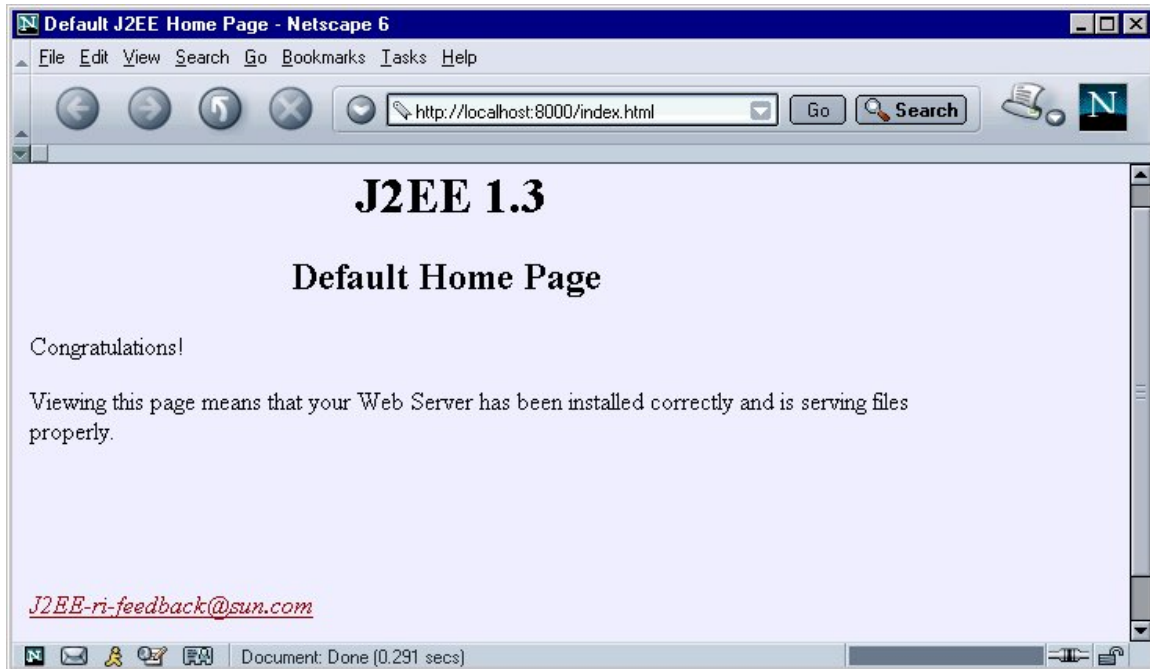 N Default J2EE Home Page - Netscape 6
File Edit View Search Go Bookmarks Tasks Help
http://localhost:8000/index.html Go Search N
J2EE 1.3
Default Home Page
Congratulations!
Viewing this page means that your Web Server has been installed correctly and is serving files
properly.
J2EE-ri-feedback@sun.com
N Document: Done (0.291 secs)